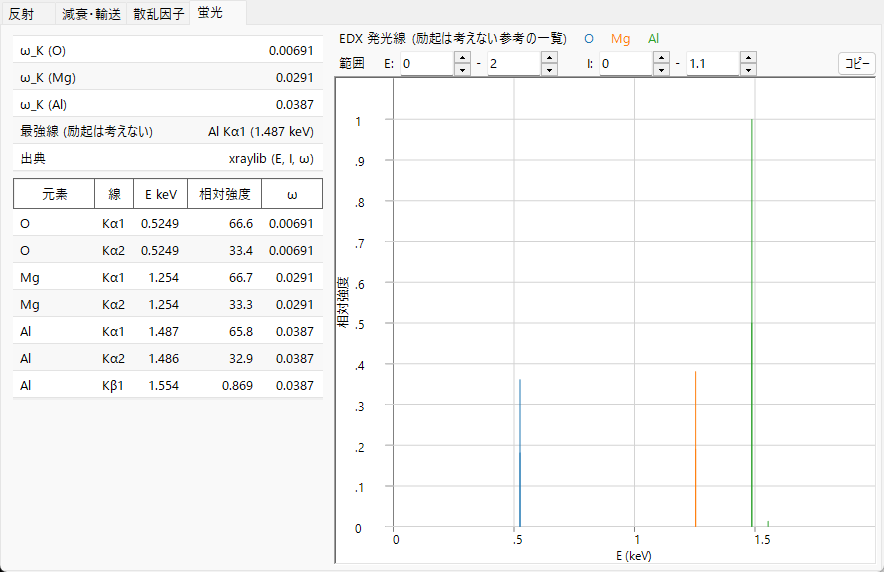 反射 減衰・輸送 散乱因子 蛍光
ω_K (O) 0.00691
ω_K (Mg) 0.0291
ω_K (Al) 0.0387
最強線 (励起は考えない) Al Kα1 (1.487 keV)
出典 xraylib (E, I, ω)
元素 線 E keV 相対強度 ω
O Kα1 0.5249 66.6 0.00691
O Kα2 0.5249 33.4 0.00691
Mg Kα1 1.254 66.7 0.0291
Mg Kα2 1.254 33.3 0.0291
Al Kα1 1.487 65.8 0.0387
Al Kα2 1.486 32.9 0.0387
Al Kβ1 1.554 0.869 0.0387
EDX 発光線 (励起は考えない参考の一覧) O Mg Al
範囲 E: 0 - 2 I: 0 - 1.1 コピー
相対強度
1
.9
.8
.7
.6
.5
.4
.3
.2
.1
0
0 .5 1 1.5
E (keV)